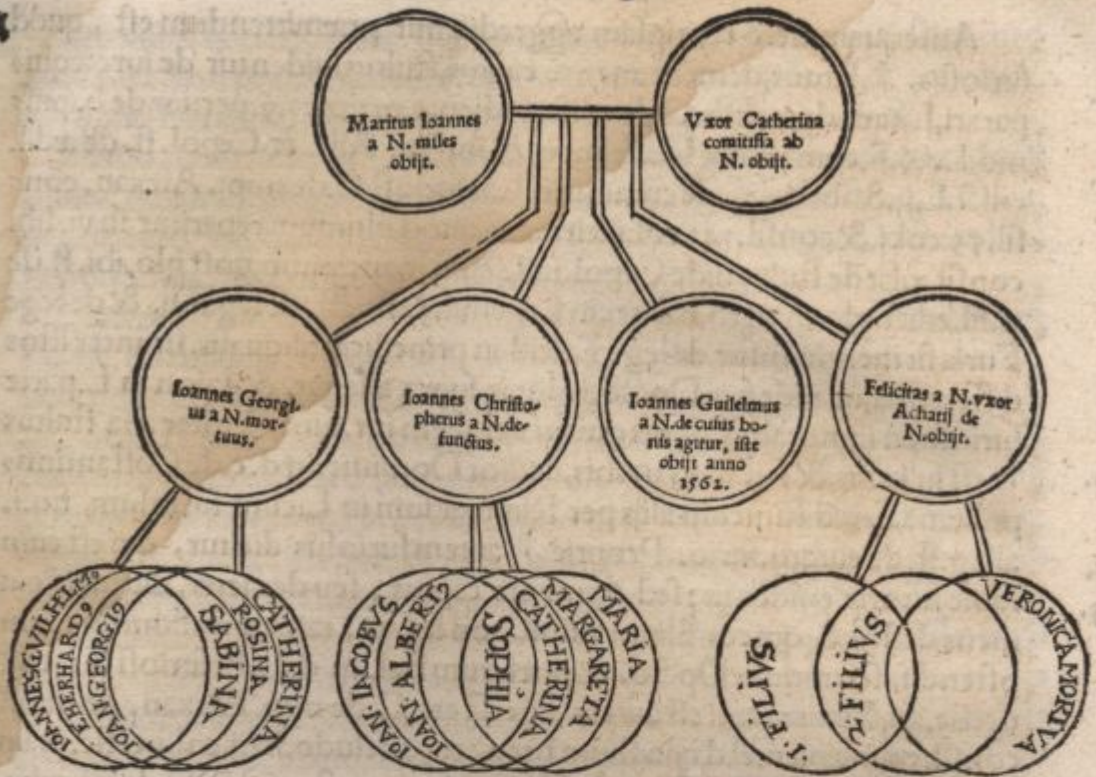 Maritus Ioannes
a N. miles
obijt.
Vxor Catherina
comitissa ab
N. obijt.
Ioannes Georgi-
us a N. mor-
tuus.
Ioannes Christo-
pherus a N. de-
functus.
Ioannes Guilelmus
a N. de cuius bo-
nis agitur, iste
obijt anno
1562.
Felicitas a N. vxor
Acharij de
N. obijt.
IOANNES GVILHELM9
EBERHARD9
IOAN: GEORGI9
SABINA
ROSINA
CATHERINA
IOAN: IACOBVS
IOAN: ALBERT9
SOPHIA
CATHERINA
MARGARETA
MARIA
1. FILIVS
2. FILIVS
VERONICA MORTVA